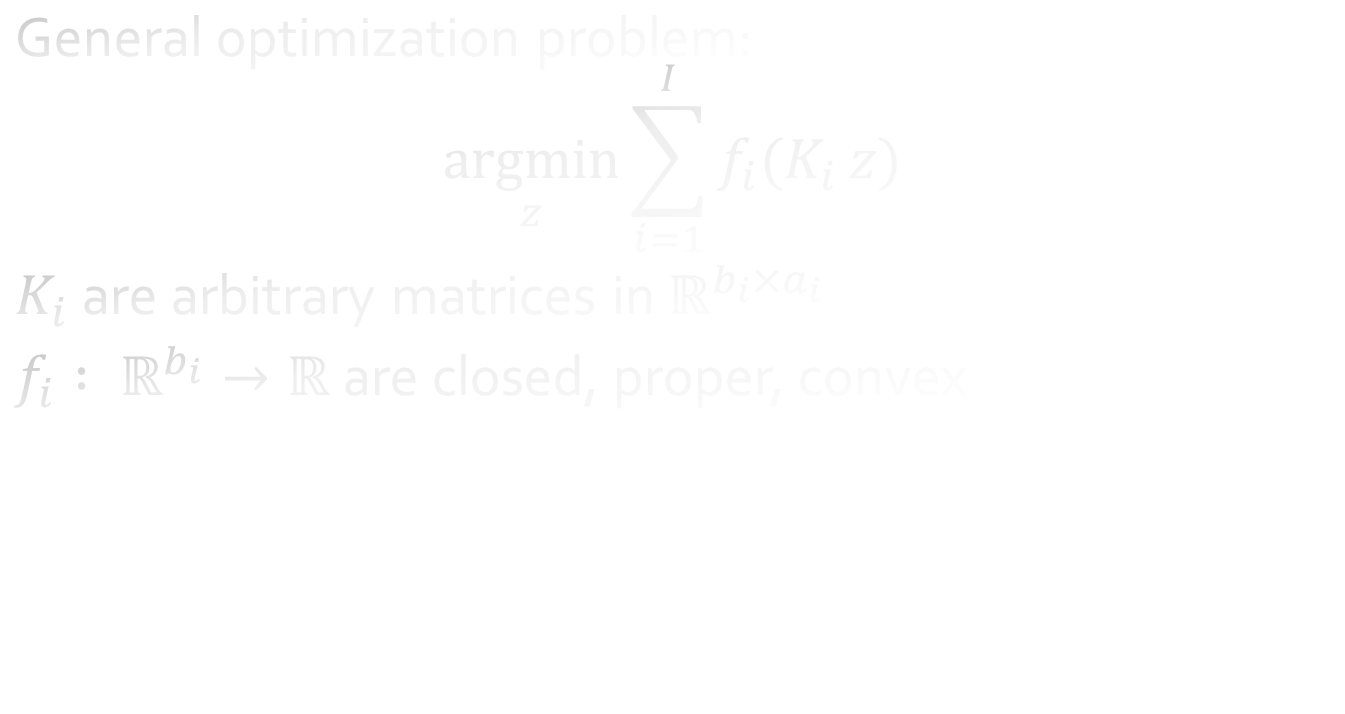 General optimization problem:
argmin_z ∑_{i=1}^{I} f_i(K_i z)
K_i are arbitrary matrices in ℝ^{b_i×a_i}
f_i : ℝ^{b_i} → ℝ are closed, proper, convex